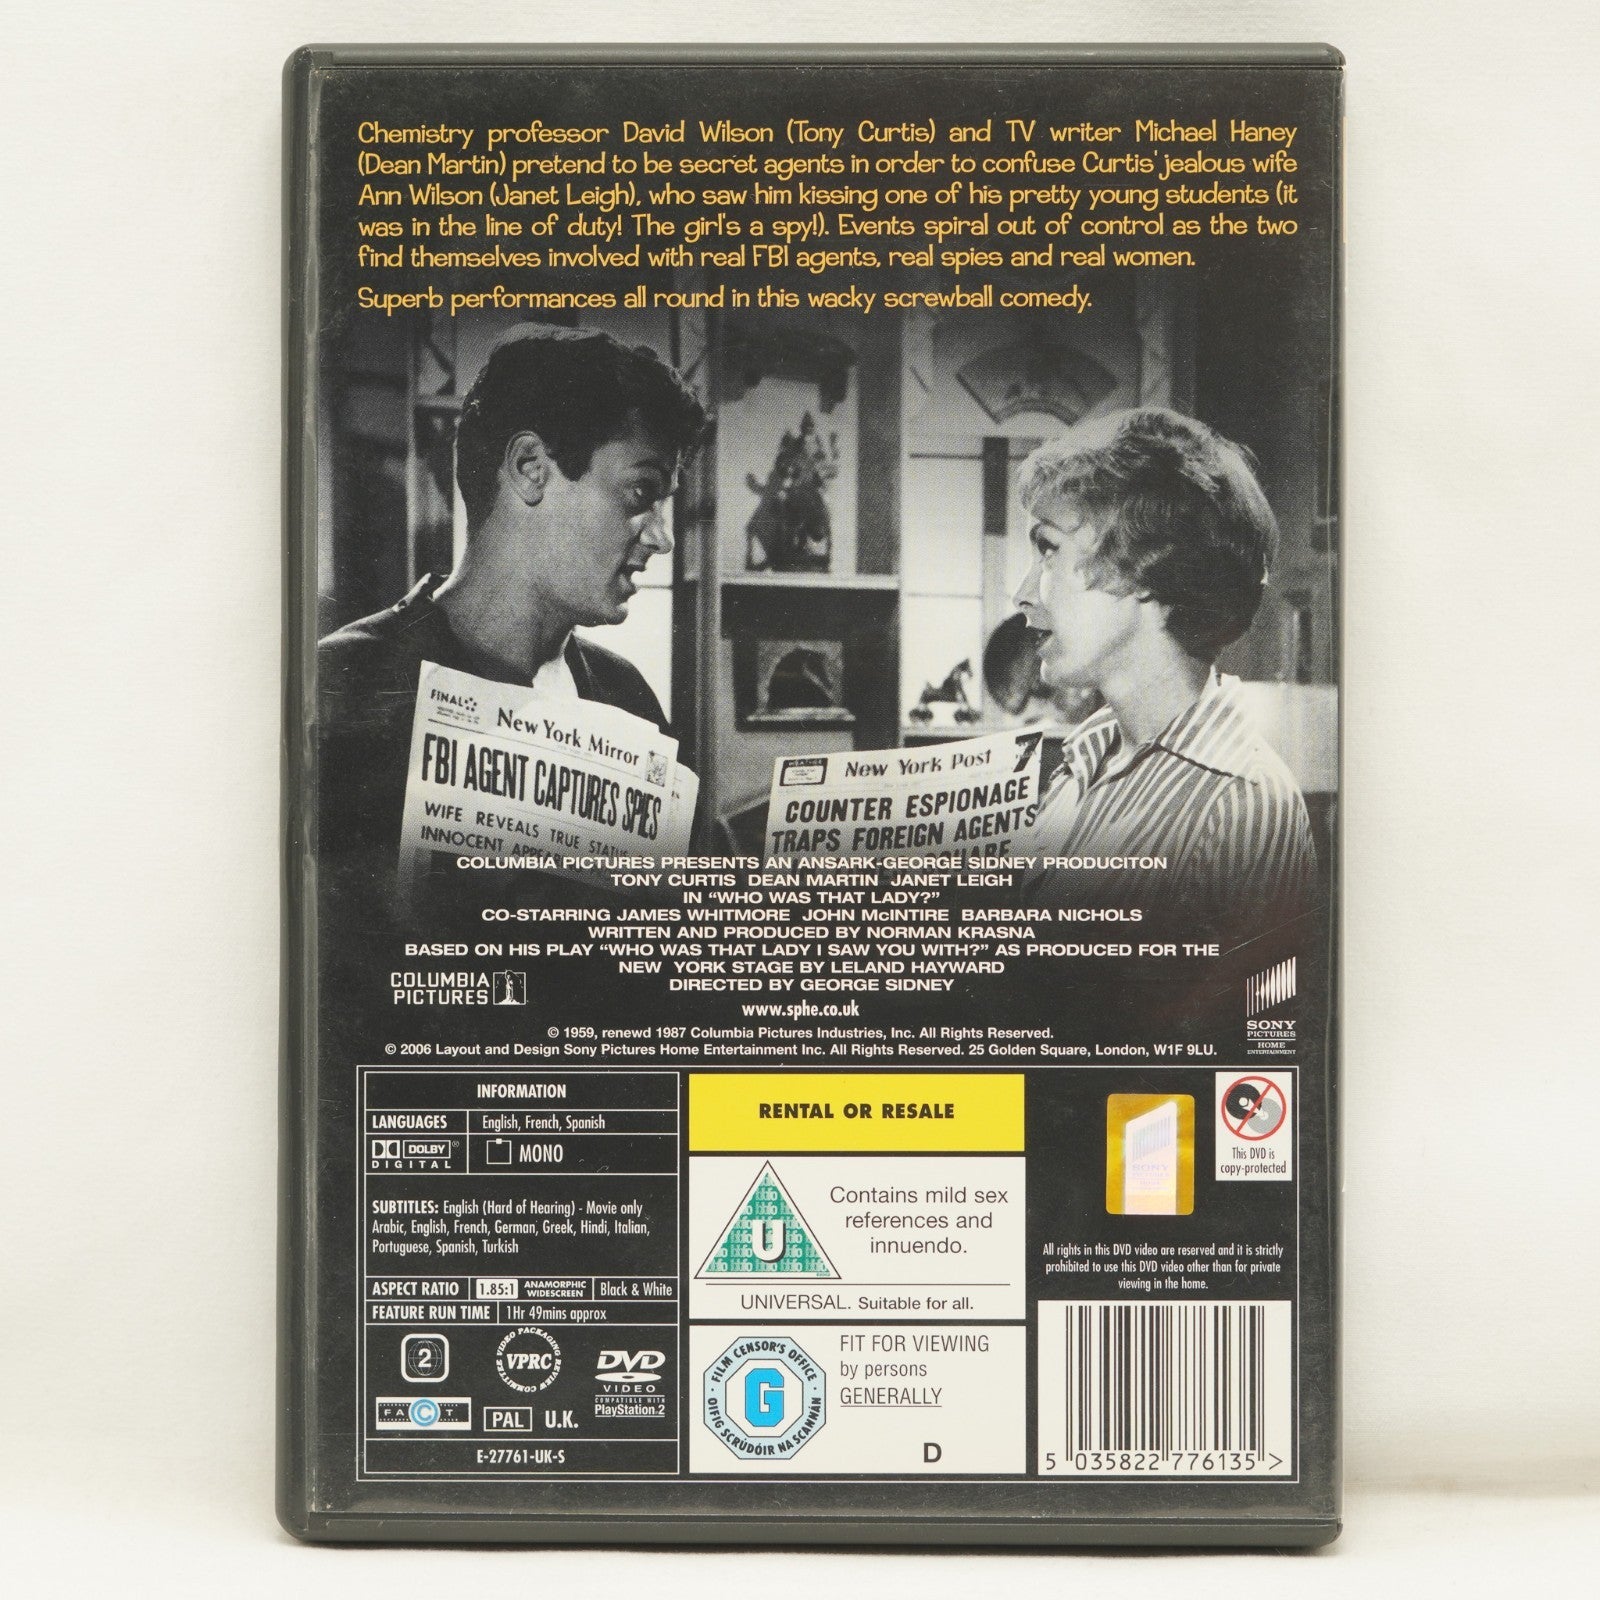 Chemistry professor David Wilson (Tony Curtis) and TV writer Michael Haney
(Dean Martin) pretend to be secret agents in order to confuse Curtis' jealous wife
Ann Wilson (Janet Leigh), who saw him kissing one of his pretty young students (it
was in the line of duty! The girl's a spy!). Events spiral out of control as the two
find themselves involved with real FBI agents, real spies and real women.
Superb performances all round in this wacky screwball comedy.
FINAL
New York Mirror
FBI AGENT CAPTURES SPIES
WIFE REVEALS TRUE
INNOCENT
WEATHER
New York Post 7
COUNTER ESPIONAGE
TRAPS FOREIGN AGENTS
COLUMBIA PICTURES PRESENTS AN ANSARK-GEORGE SIDNEY PRODUCITON
TONY CURTIS DEAN MARTIN JANET LEIGH
IN “WHO WAS THAT LADY?”
CO-STARRING JAMES WHITMORE JOHN McINTIRE BARBARA NICHOLS
WRITTEN AND PRODUCED BY NORMAN KRASNA
BASED ON HIS PLAY “WHO WAS THAT LADY I SAW YOU WITH?” AS PRODUCED FOR THE
NEW YORK STAGE BY LELAND HAYWARD
DIRECTED BY GEORGE SIDNEY
COLUMBIA
PICTURES
SONY
PICTURES
HOME
ENTERTAINMENT
www.sphe.co.uk
© 1959, renewd 1987 Columbia Pictures Industries, Inc. All Rights Reserved.
© 2006 Layout and Design Sony Pictures Home Entertainment Inc. All Rights Reserved. 25 Golden Square, London, W1F 9LU.
INFORMATION
LANGUAGES English, French, Spanish
DOLBY
DIGITAL
MONO
SUBTITLES: English (Hard of Hearing) - Movie only
Arabic, English, French, German, Greek, Hindi, Italian,
Portuguese, Spanish, Turkish
ASPECT RATIO 1.85:1 ANAMORPHIC WIDESCREEN Black & White
FEATURE RUN TIME 1Hr 49mins approx
2
VIDEO PACKAGING REVIEW COMMITTEE
VPRC
DVD
VIDEO
COMPATIBLE WITH
PlayStation.2
FACT
PAL U.K.
E-27761-UK-S
RENTAL OR RESALE
U
Contains mild sex
references and
innuendo.
UNIVERSAL. Suitable for all.
FILM CENSOR'S OFFICE
G
OIFIG SCRÚDÓIR NA SCANNÁN
FIT FOR VIEWING
by persons
GENERALLY
D
SONY
This DVD is
copy-protected
All rights in this DVD video are reserved and it is strictly
prohibited to use this DVD video other than for private
viewing in the home.
5 035822 776135 >